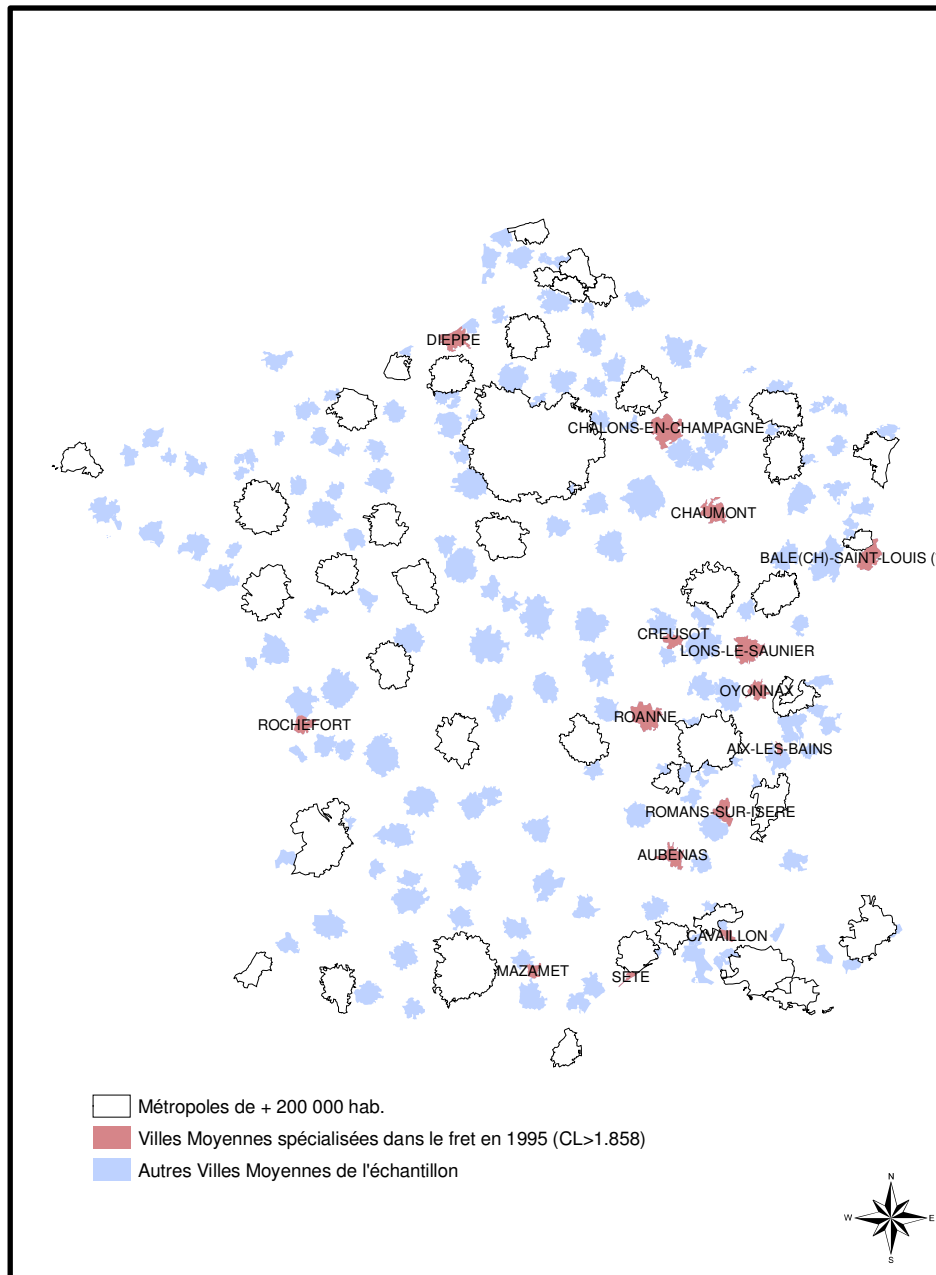 DIEPPE
CHALONS-EN-CHAMPAGNE
CHAUMONT
BALE(CH)-SAINT-LOUIS (
CREUSOT
LONS-LE-SAUNIER
OYONNAX
ROANNE
ROCHEFORT
AIX-LES-BAINS
ROMANS-SUR-ISERE
AUBENAS
CAVAILLON
MAZAMET
SETE
Métropoles de + 200 000 hab.
Villes Moyennes spécialisées dans le fret en 1995 (CL>1.858)
Autres Villes Moyennes de l'échantillon
N
W
E
S